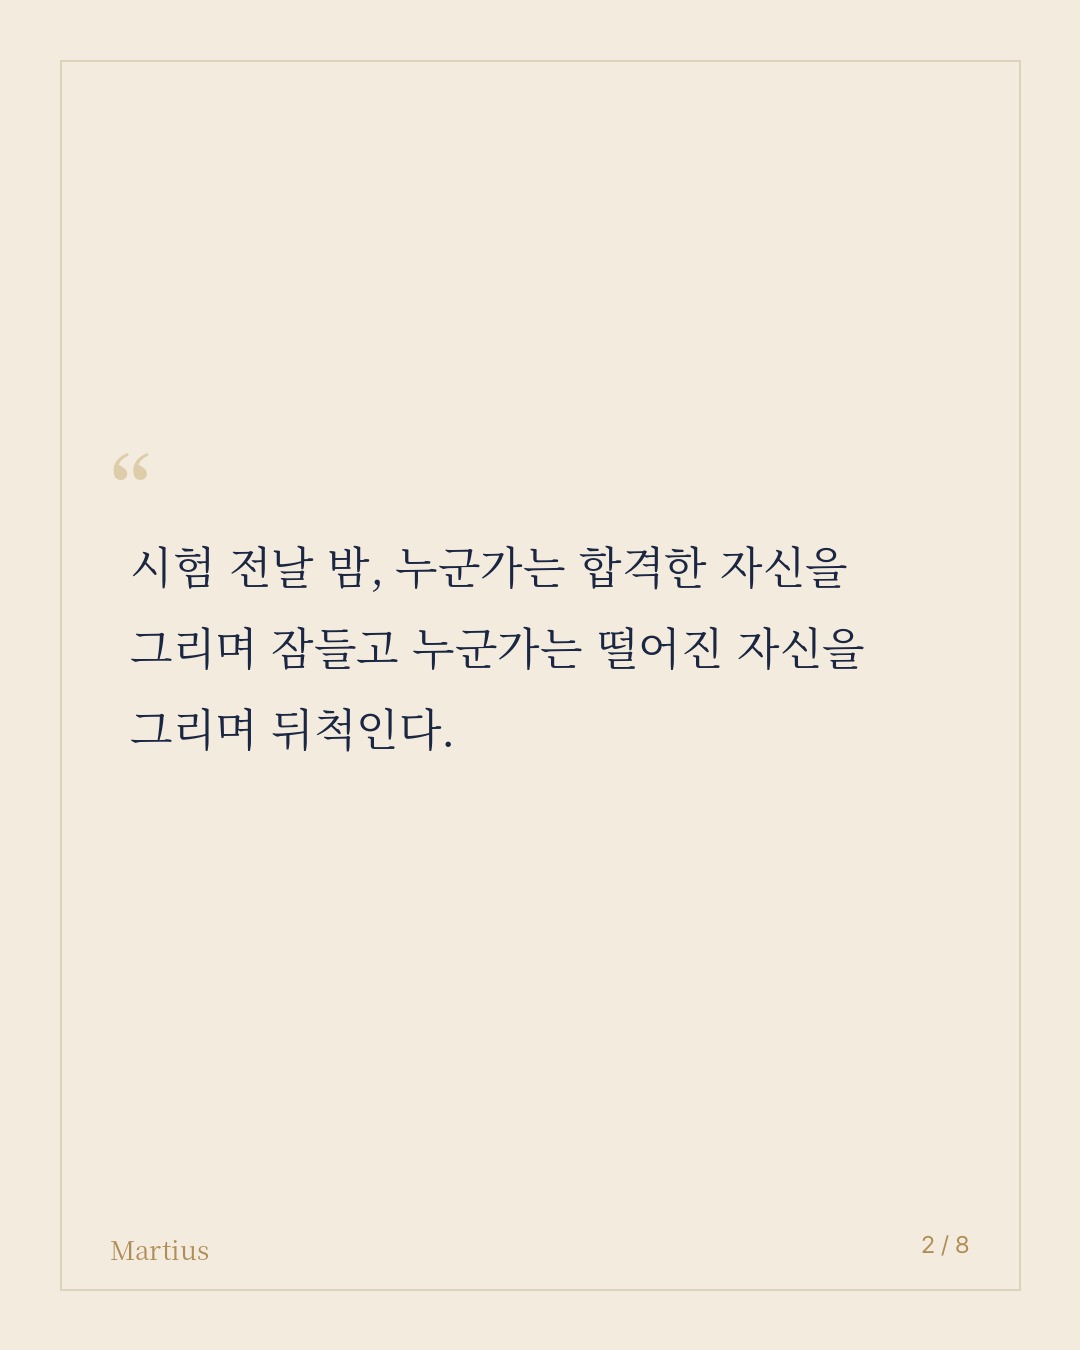 “
시험 전날 밤, 누군가는 합격한 자신을
그리며 잠들고 누군가는 떨어진 자신을
그리며 뒤척인다.
Martius
2 / 8